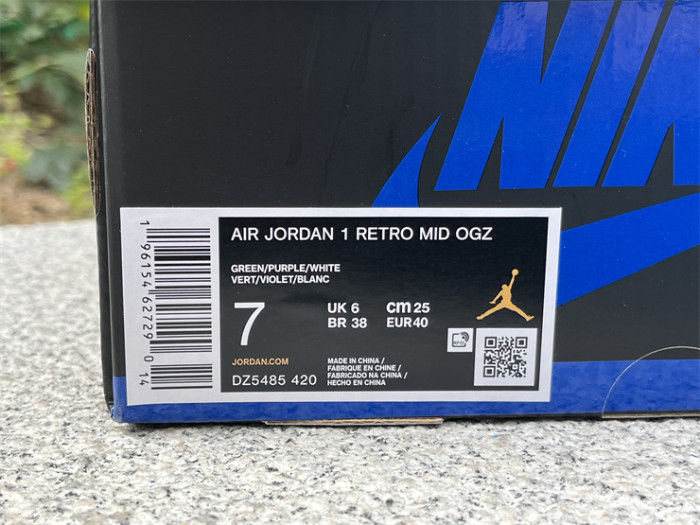 NIK
AIR JORDAN 1 RETRO MID OGZ
GREEN/PURPLE/WHITE
VERT/VIOLET/BLANC
7
UK 6 cm 25
BR 38 EUR 40
JORDAN.COM
DZ5485 420
MADE IN CHINA /
FABRIQUE EN CHINE /
FABRICADO NA CHINA /
HECHO EN CHINA
RFID
1 96154 62729 0 14